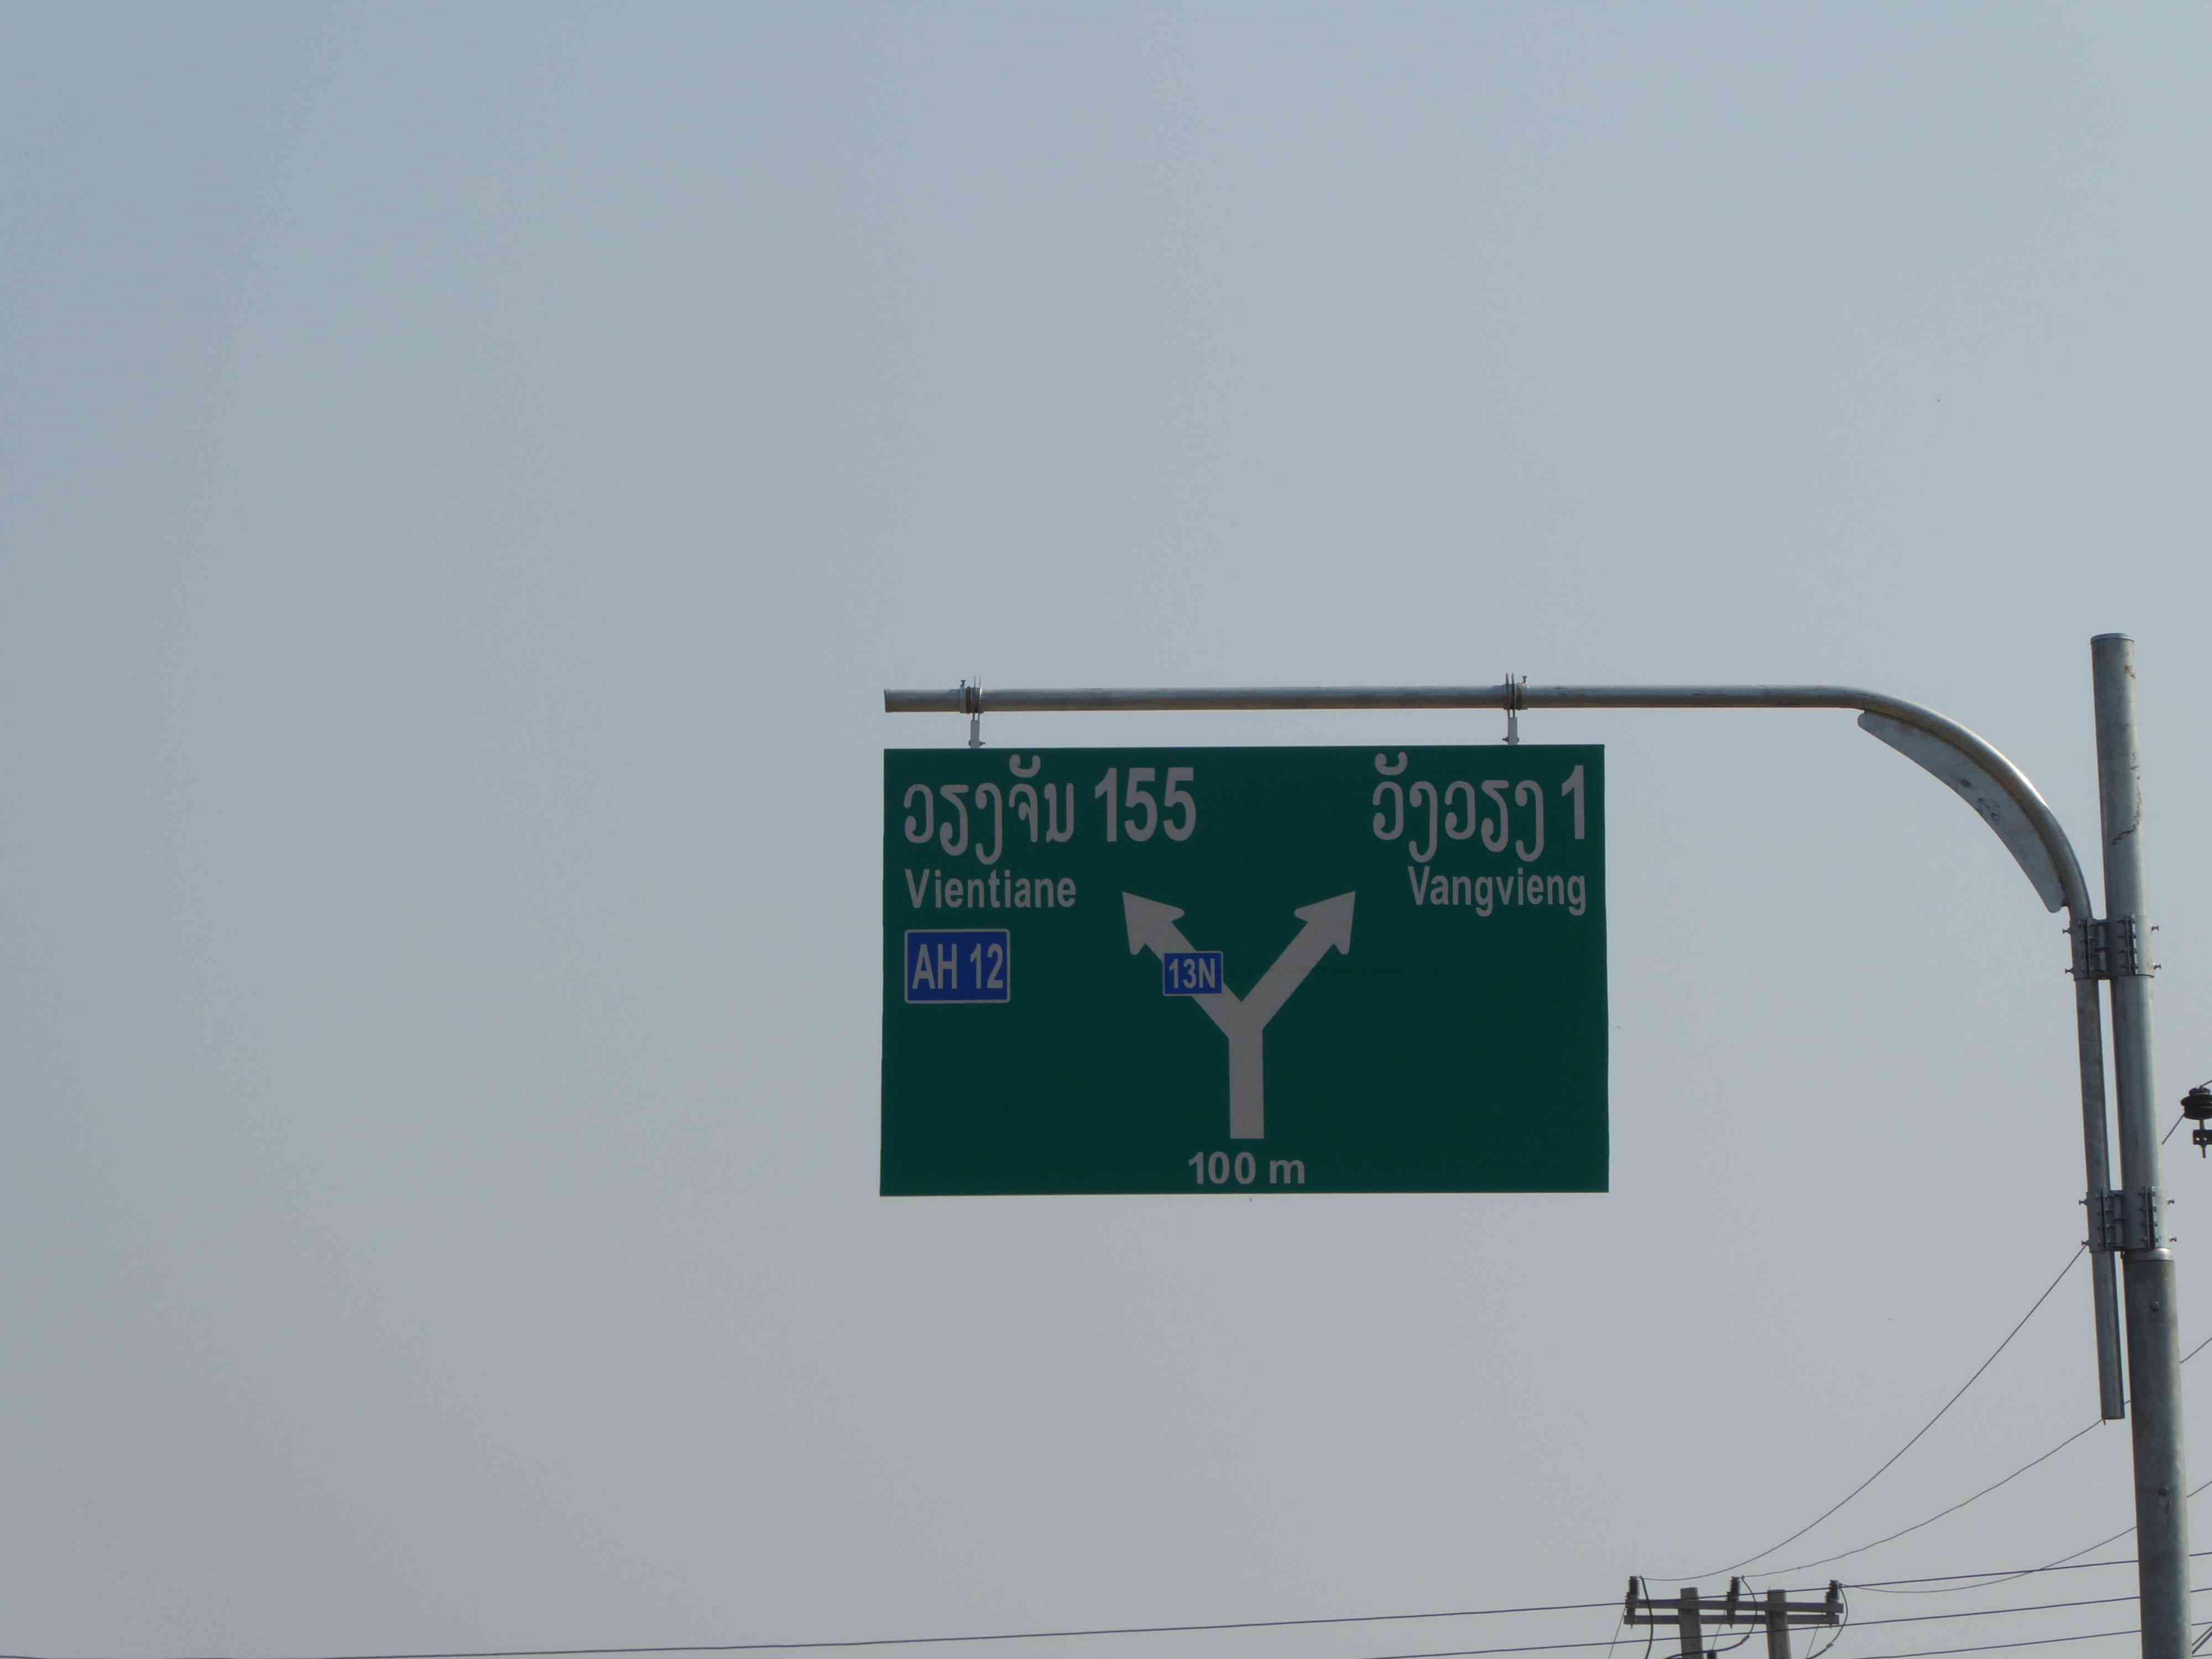 ວຽງຈັນ 155
Vientiane
AH 12
ວັງວຽງ 1
Vangvieng
13N
100 m